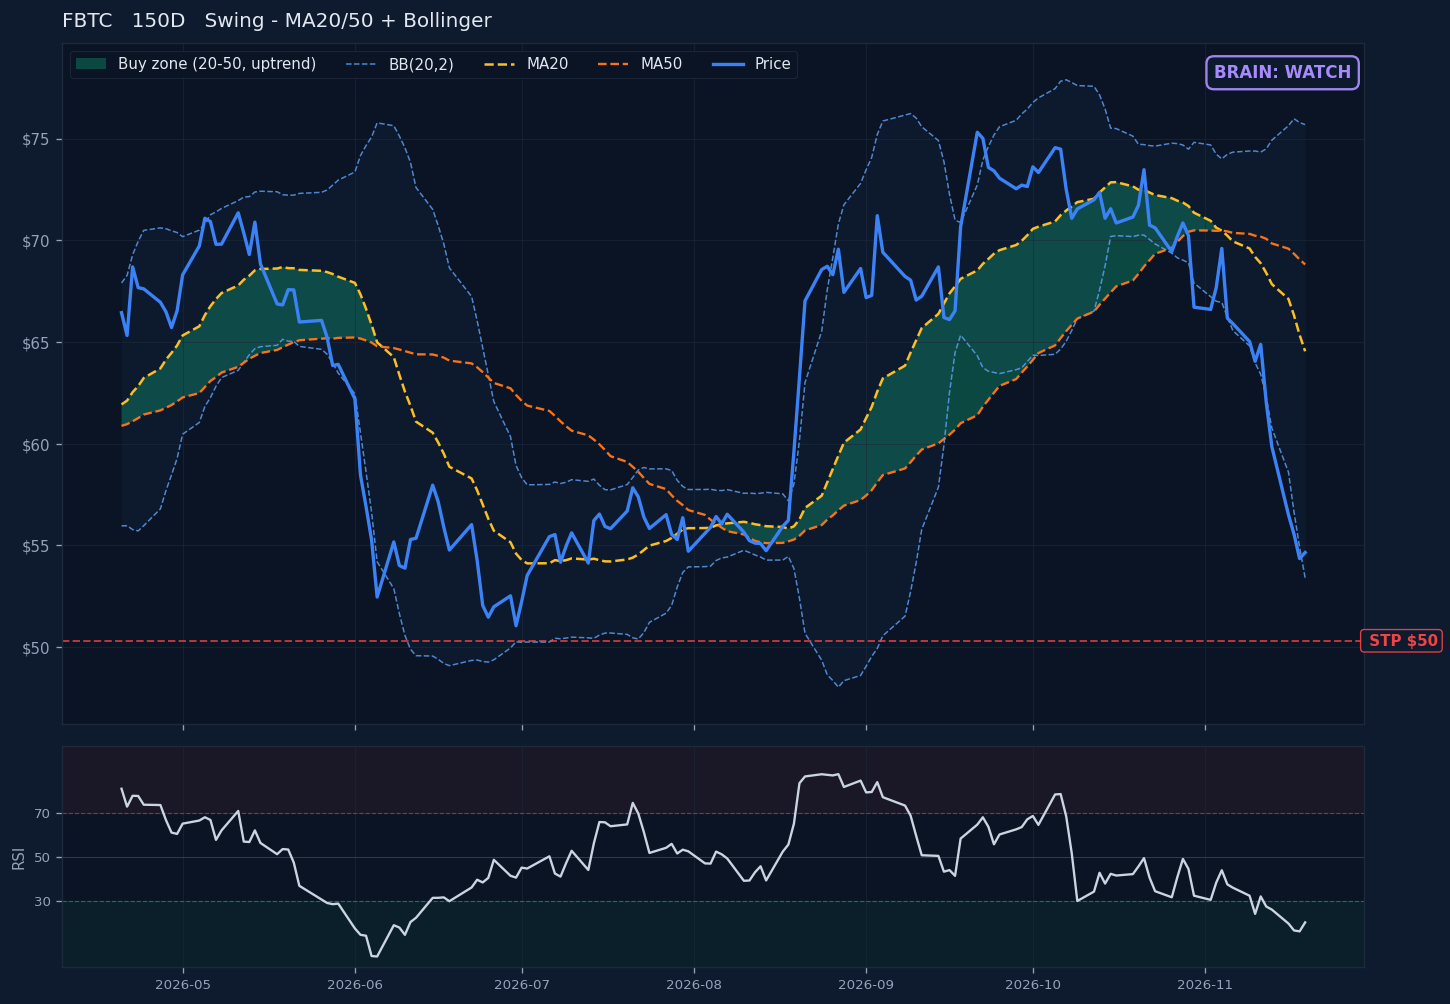 FBTC   150D   Swing - MA20/50 + Bollinger
Buy zone (20-50, uptrend)   BB(20,2)   MA20   MA50   Price
BRAIN: WATCH
$75
$70
$65
$60
$55
$50
STP $50
RSI
70
50
30
2026-05   2026-06   2026-07   2026-08   2026-09   2026-10   2026-11